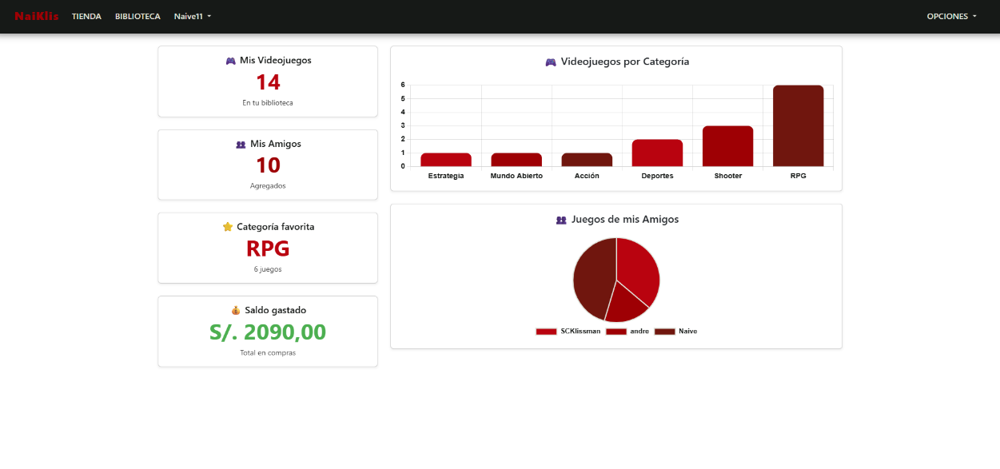 NaiKlis TIENDA BIBLIOTECA Naive11 OPCIONES
Mis Videojuegos
14
En tu biblioteca
Mis Amigos
10
Agregados
Categoría favorita
RPG
6 juegos
Saldo gastado
S/. 2090,00
Total en compras
Videojuegos por Categoría
6
5
4
3
2
1
0
Estrategia Mundo Abierto Acción Deportes Shooter RPG
Juegos de mis Amigos
SCKlissman andre Naive